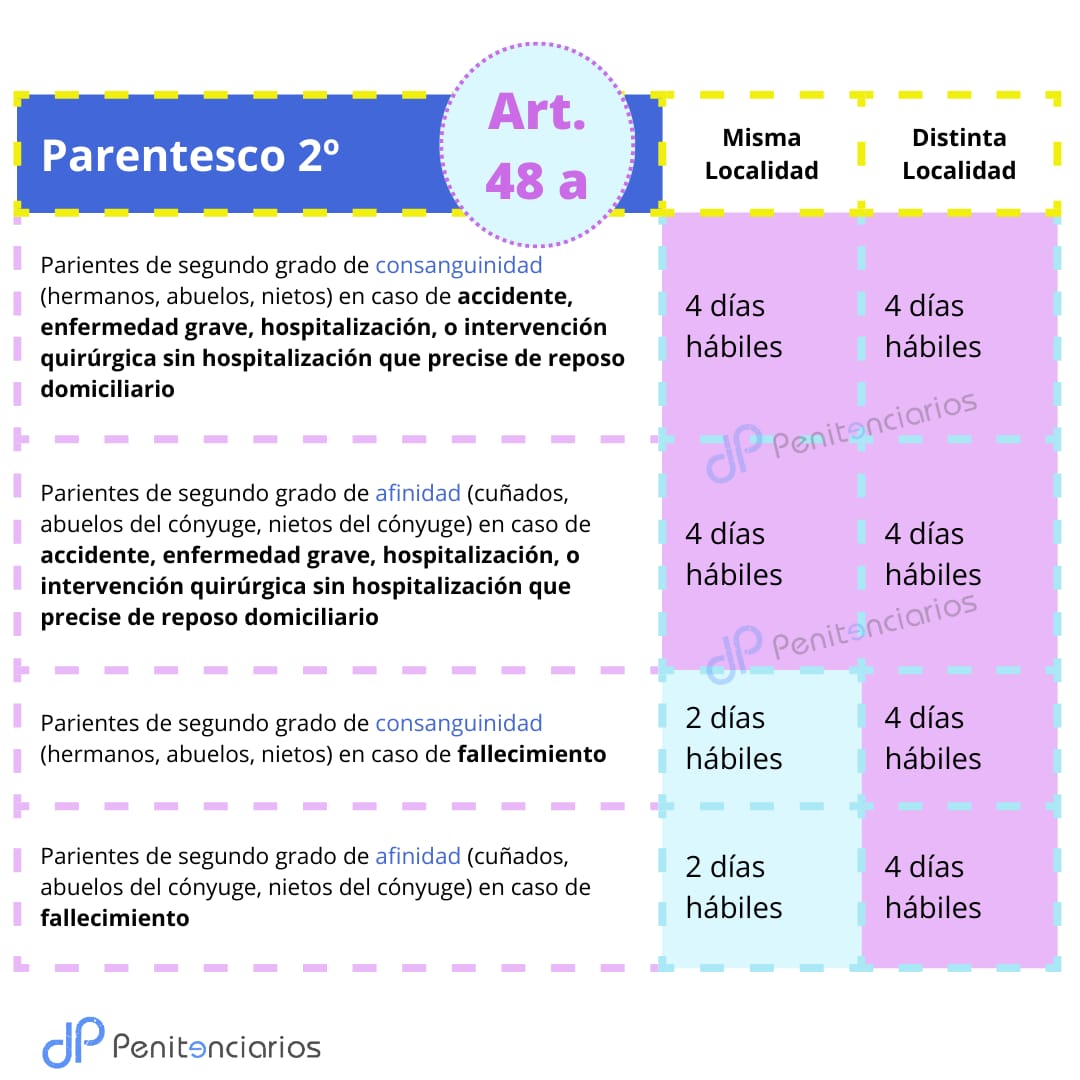 Art.
48 a
Parentesco 2º
Misma
Localidad
Distinta
Localidad
Parientes de segundo grado de consanguinidad
(hermanos, abuelos, nietos) en caso de accidente,
enfermedad grave, hospitalización, o intervención
quirúrgica sin hospitalización que precise de reposo
domiciliario
4 días
hábiles
4 días
hábiles
Parientes de segundo grado de afinidad (cuñados,
abuelos del cónyuge, nietos del cónyuge) en caso de
accidente, enfermedad grave, hospitalización, o
intervención quirúrgica sin hospitalización que
precise de reposo domiciliario
4 días
hábiles
4 días
hábiles
Parientes de segundo grado de consanguinidad
(hermanos, abuelos, nietos) en caso de fallecimiento
2 días
hábiles
4 días
hábiles
Parientes de segundo grado de afinidad (cuñados,
abuelos del cónyuge, nietos del cónyuge) en caso de
fallecimiento
2 días
hábiles
4 días
hábiles
dP Penitenciarios
dP Penitenciarios
dP Penitenciarios